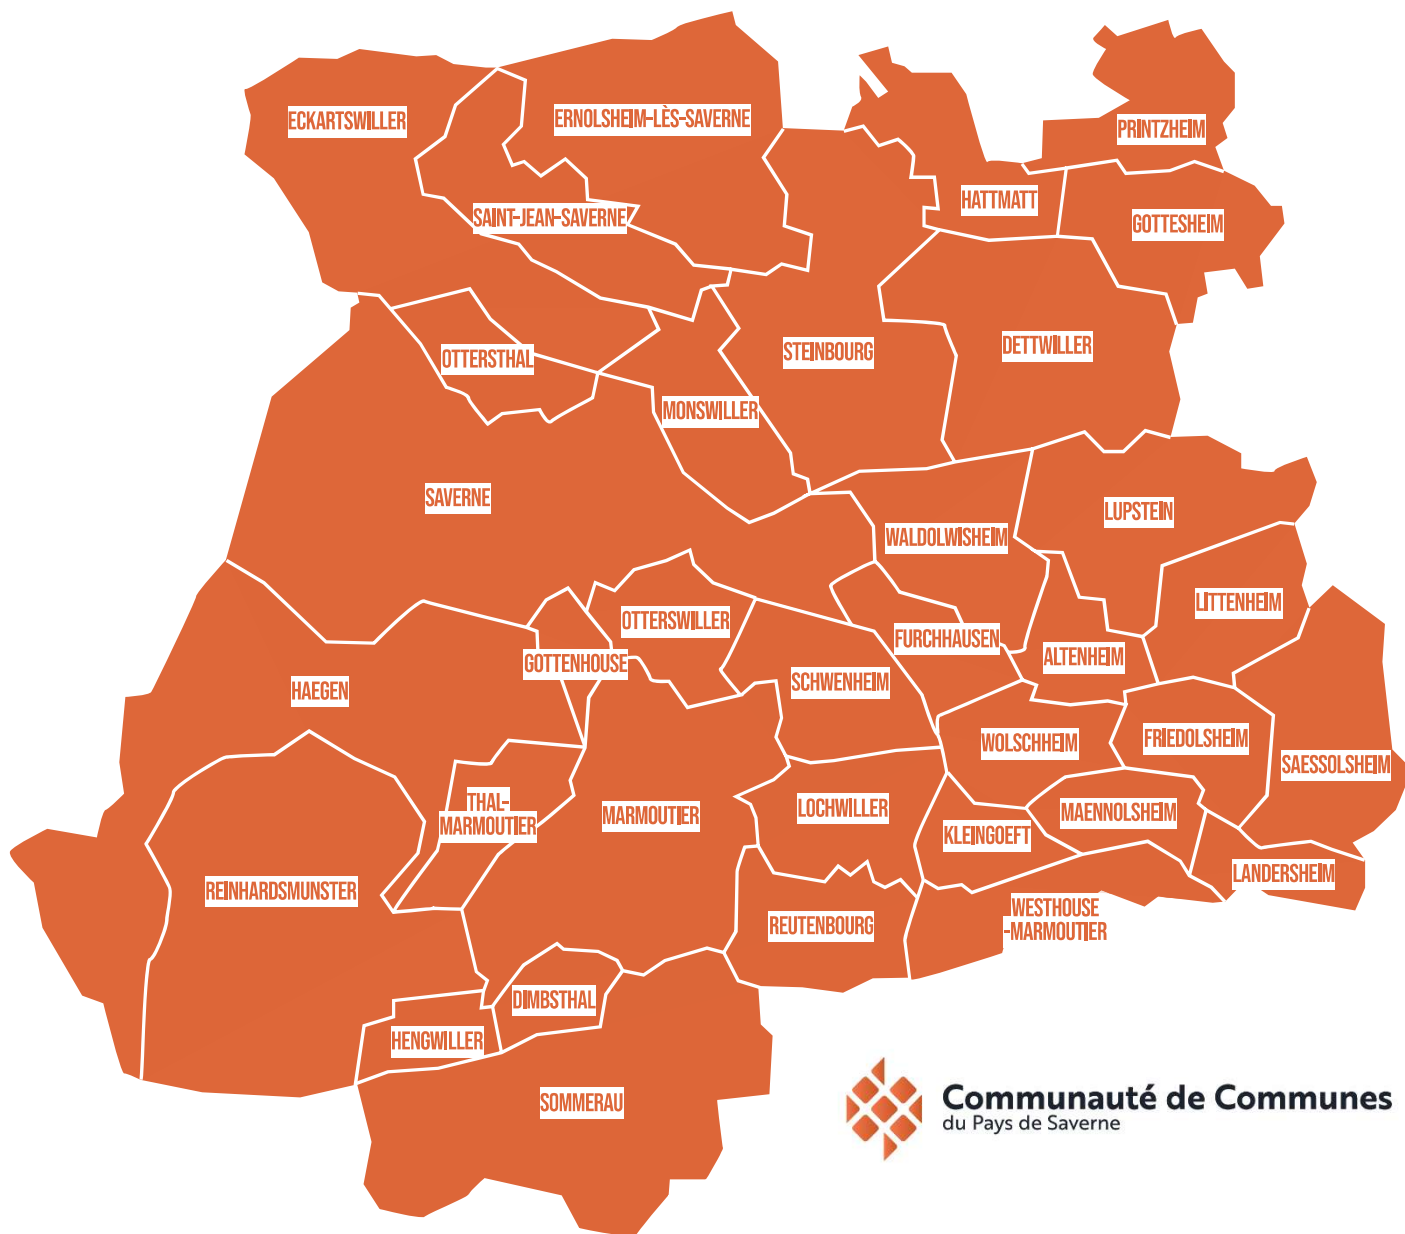 ECKARTSWILLER
ERNOLSHEIM-LÈS-SAVERNE
PRINTZHEIM
HATTMATT
SAINT-JEAN-SAVERNE
GOTTESHEIM
OTTERSTHAL
STEINBOURG
DETTWILLER
MONSWILLER
SAVERNE
LUPSTEIN
WALDOLWISHEIM
LITTENHEIM
OTTERSWILLER
FURCHHAUSEN
GOTTENHOUSE
ALTENHEIM
HAEGEN
SCHWENHEIM
WOLSCHHEIM
FRIEDOLSHEIM
SAESSOLSHEIM
THAL-
MARMOUTIER
MARMOUTIER
LOCHWILLER
MAENNOLSHEIM
KLEINGOEFT
LANDERSHEIM
REINHARDSMUNSTER
WESTHOUSE
-MARMOUTIER
REUTENBOURG
DIMBSTHAL
HENGWILLER
SOMMERAU
Communauté de Communes
du Pays de Saverne